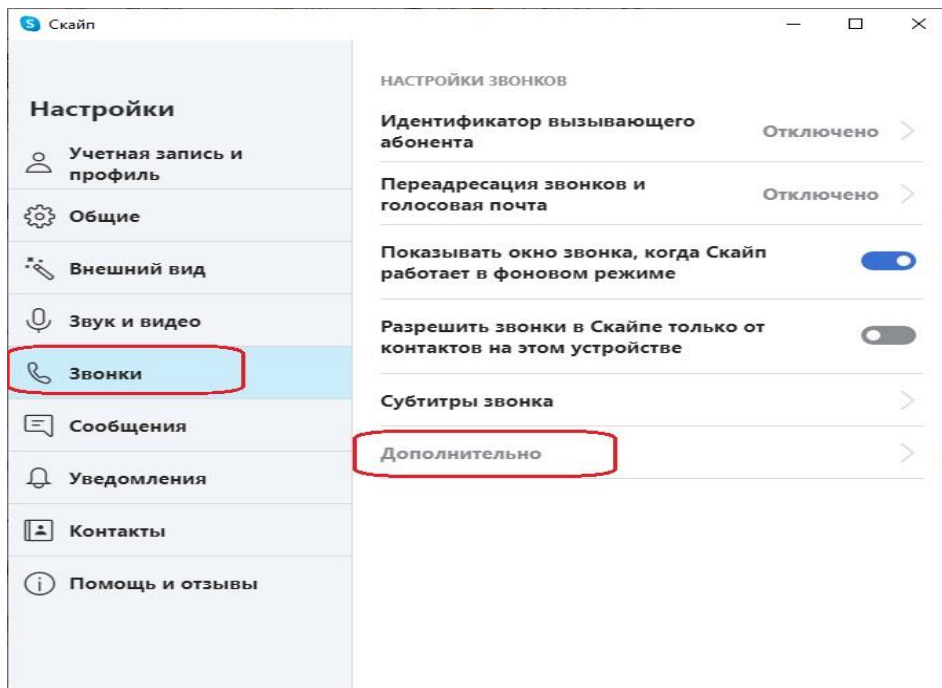 Скайп
Настройки
Учетная запись и
профиль
Общие
Внешний вид
Звук и видео
Звонки
Сообщения
Уведомления
Контакты
Помощь и отзывы
НАСТРОЙКИ ЗВОНКОВ
Идентификатор вызывающего
абонента
Отключено
Переадресация звонков и
голосовая почта
Отключено
Показывать окно звонка, когда Скайп
работает в фоновом режиме
Разрешить звонки в Скайпе только от
контактов на этом устройстве
Субтитры звонка
Дополнительно